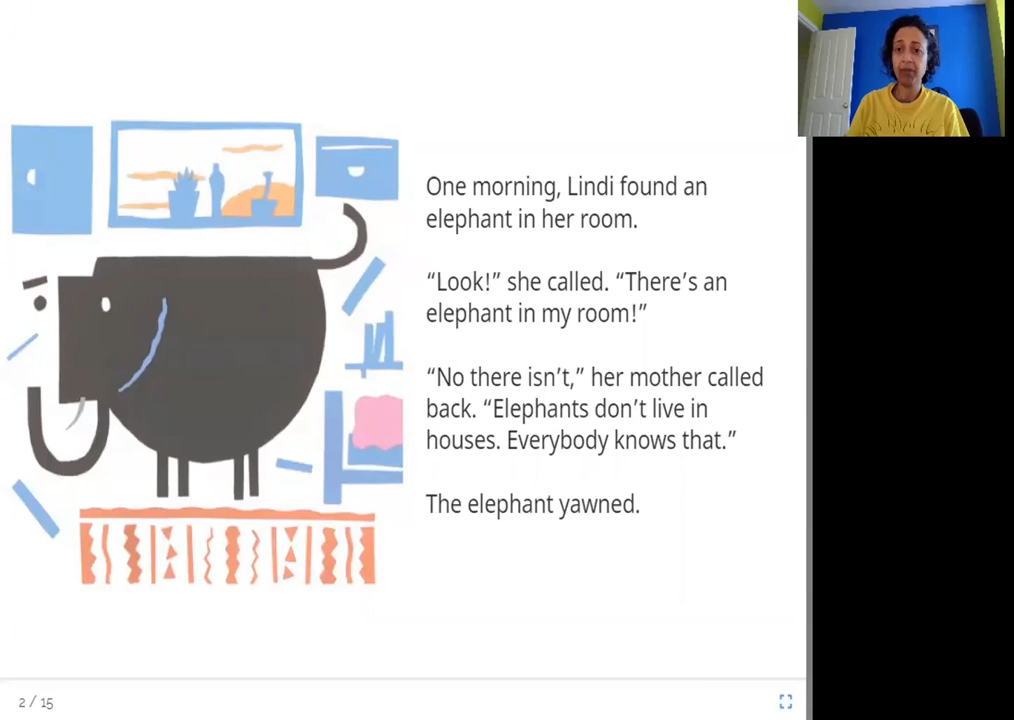 One morning, Lindi found an
elephant in her room.
“Look!” she called. “There’s an
elephant in my room!”
“No there isn’t,” her mother called
back. “Elephants don’t live in
houses. Everybody knows that.”
The elephant yawned.
2 / 15